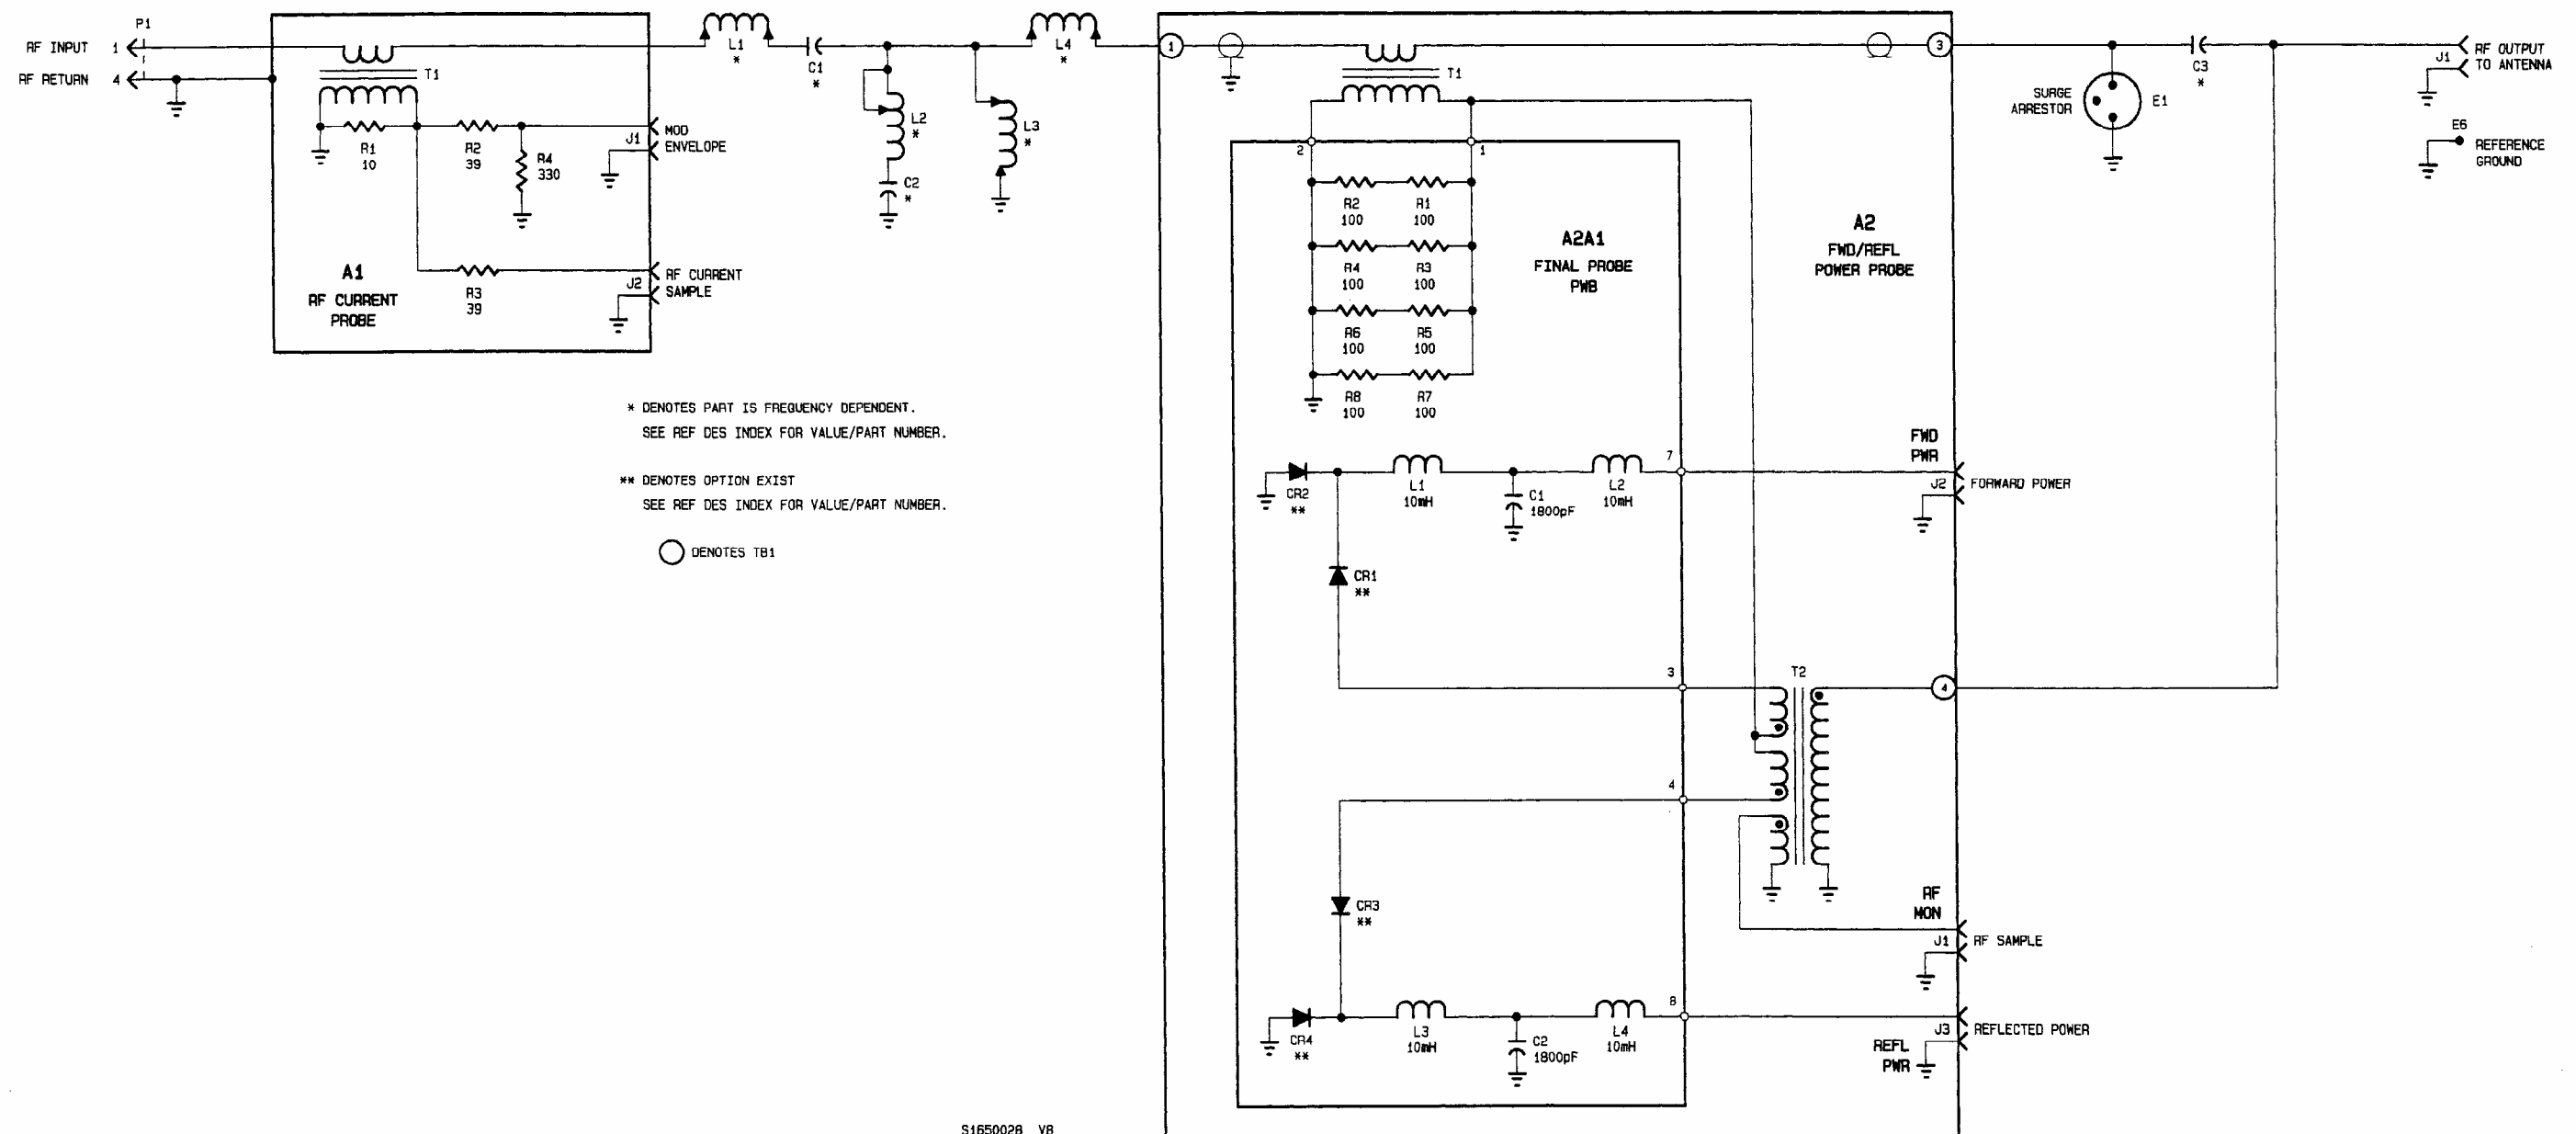 P1
RF INPUT 1
RF RETURN 4
T1
R1
10
R2
39
R4
330
J1
MOD
ENVELOPE
A1
RF CURRENT
PROBE
R3
39
J2
RF CURRENT
SAMPLE
L1
*
C1
*
L2
*
C2
*
L3
*
L4
*
* DENOTES PART IS FREQUENCY DEPENDENT.
SEE REF DES INDEX FOR VALUE/PART NUMBER.
** DENOTES OPTION EXIST
SEE REF DES INDEX FOR VALUE/PART NUMBER.
DENOTES TB1
1
3
T1
2
1
R2
100
R1
100
R4
100
R3
100
R6
100
R5
100
R8
100
R7
100
A2A1
FINAL PROBE
PWB
A2
FWD/REFL
POWER PROBE
SURGE
ARRESTOR
E1
C3
*
J1
RF OUTPUT
TO ANTENNA
E6
REFERENCE
GROUND
FWD
PWR
7
CR2
**
L1
10mH
C1
1800pF
L2
10mH
J2
FORWARD POWER
CR1
**
3
T2
4
4
CR3
**
RF
MON
J1
RF SAMPLE
8
CR4
**
L3
10mH
C2
1800pF
L4
10mH
J3
REFLECTED POWER
REFL
PWR
S1650028 V8